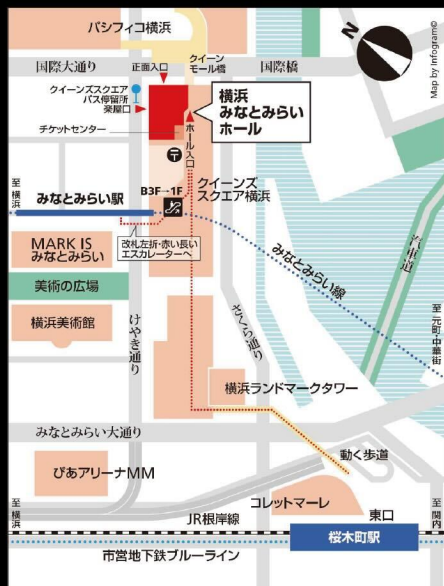 パシフィコ横浜
N
Map by Infogram©
国際大通り
正面入口
クイーン
モール橋
国際橋
クイーンズスクエア
バス停留所
楽屋口
チケットセンター
ホール入口
横浜
みなとみらい
ホール
至横浜
みなとみらい駅
B3F→1F
クイーンズ
スクエア横浜
改札左折・赤い長い
エスカレーターへ
MARK IS
みなとみらい
みなとみらい線
汽車道
美術の広場
横浜美術館
けやき通り
さくら通り
至元町・中華街
横浜ランドマークタワー
みなとみらい大通り
動く歩道
ぴあアリーナMM
コレットマーレ
東口
至横浜
JR根岸線
桜木町駅
至関内
市営地下鉄ブルーライン